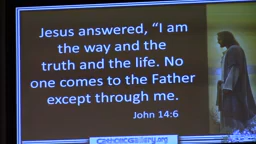 Jesus answered, “I am
the way and the
truth and the life. No
one comes to the Father
except through me.
John 14:6
CatholicGallery.org